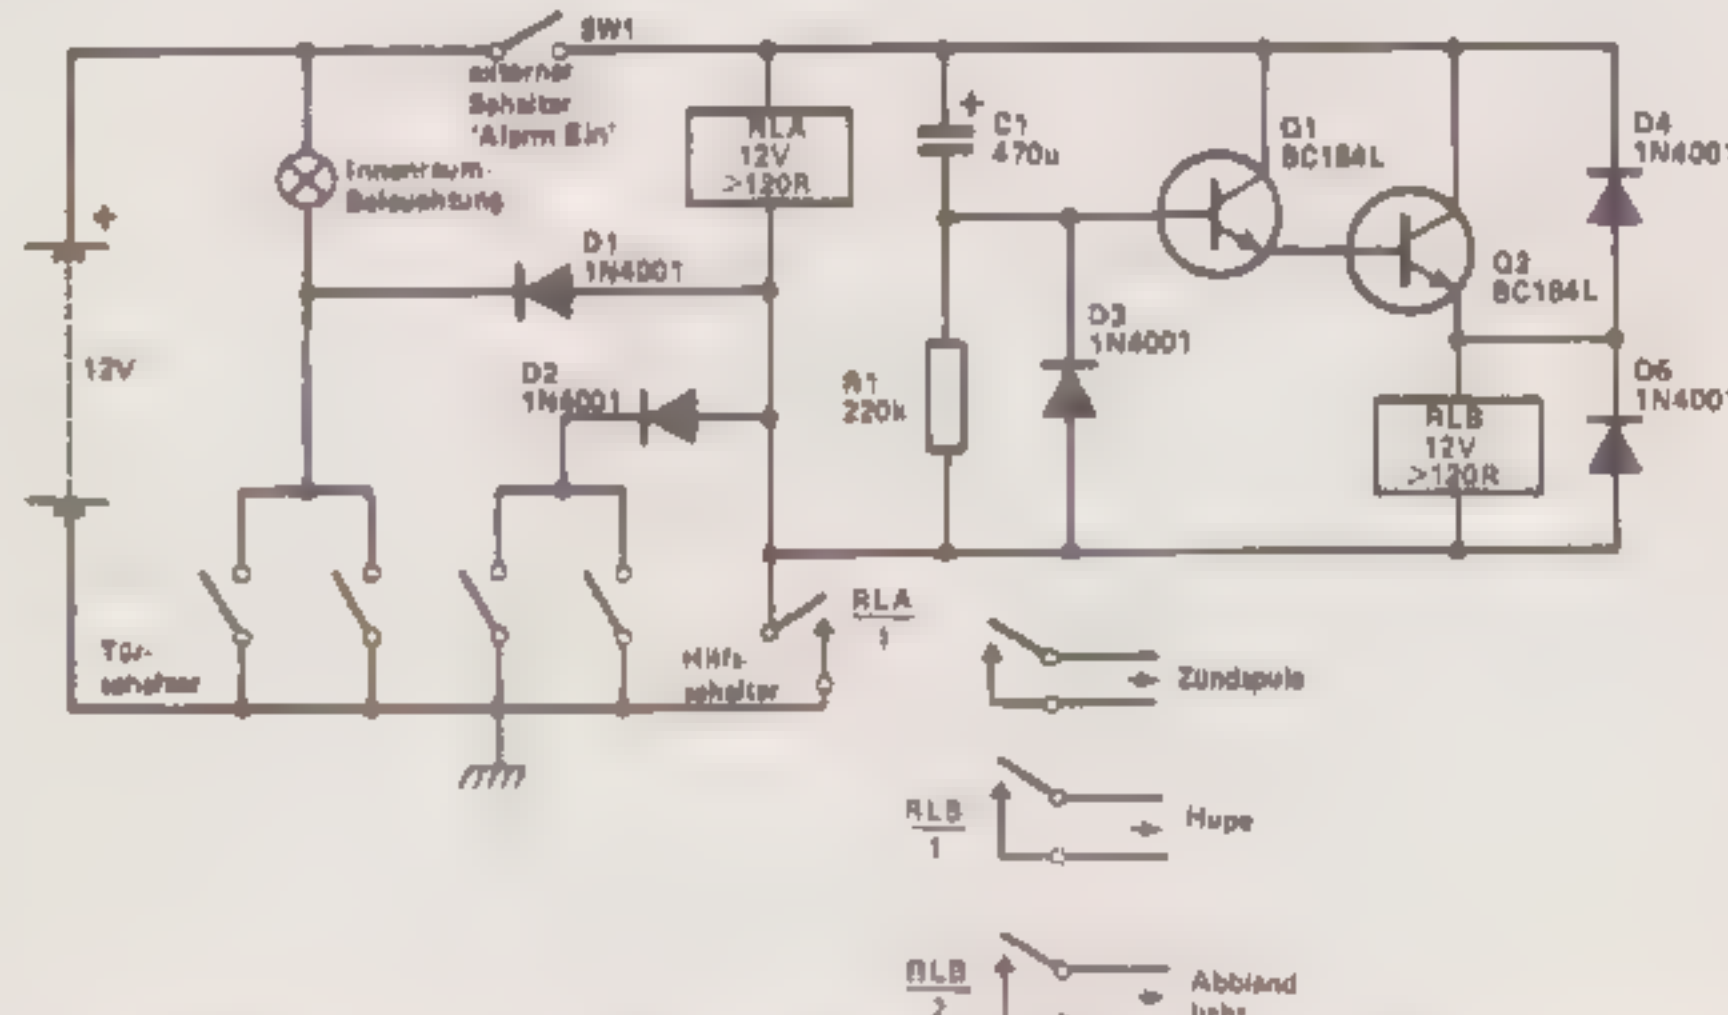 SW1
externer
Schalter
'Alarm Ein'
RLA
12V
>120R
+
C1
470u
Q1
BC184L
D4
1N4001
Innenraum-
Beleuchtung
+
D1
1N4001
Q2
BC184L
D3
1N4001
12V
D2
1N4001
R1
220k
D5
1N4001
RLB
12V
>120R
RLA
1
Tür-
schalter
Hilfs-
schalter
Zündspule
RLB
1
Hupe
RLB
2